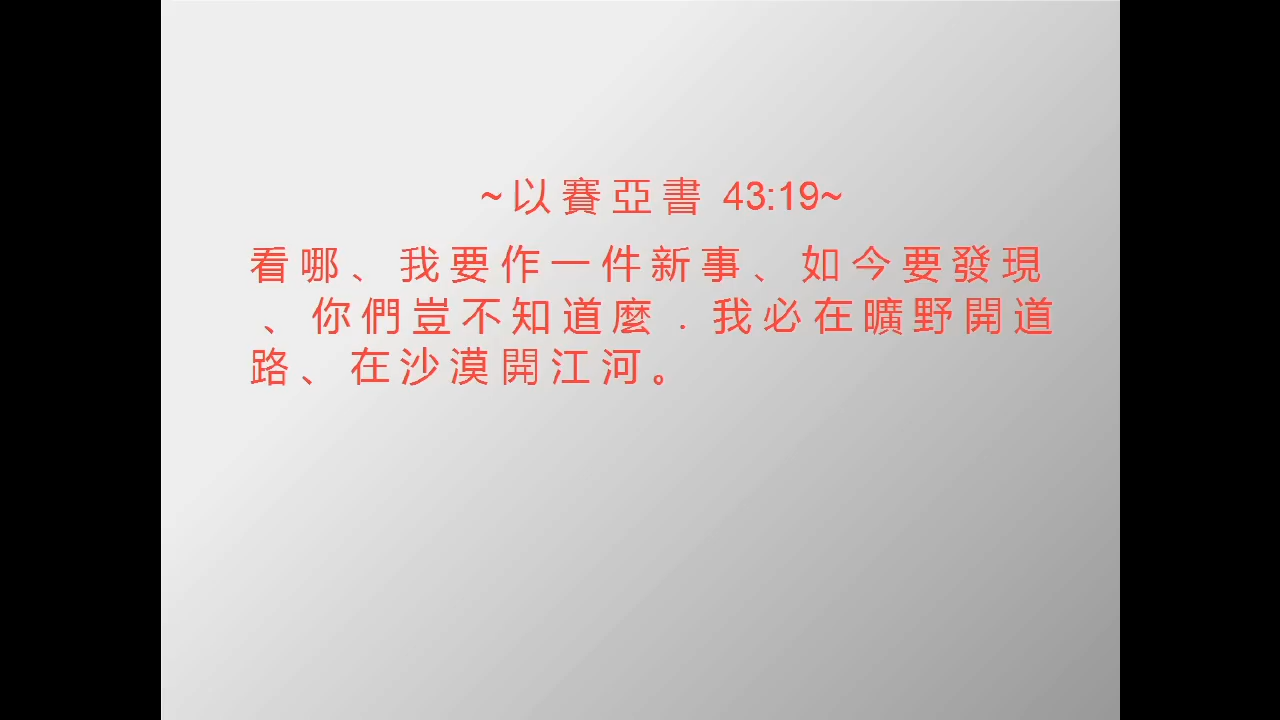 ~以賽亞書 43:19~
看哪、我要作一件新事、如今要發現
、你們豈不知道麼．我必在曠野開道
路、在沙漠開江河。